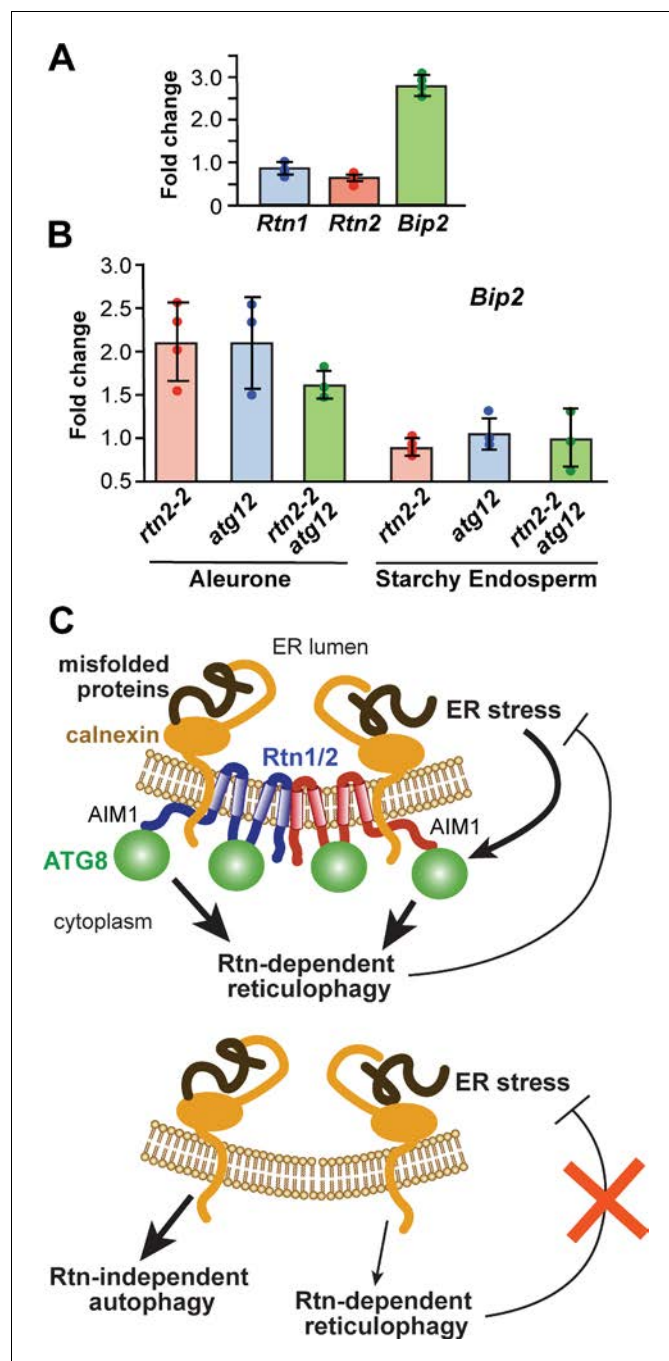 A
Fold change
3.0
2.0
1.0
0
Rtn1 Rtn2 Bip2
B
Fold change
3.0
2.5
2.0
1.5
1.0
0.5
Bip2
rtn2-2
atg12
rtn2-2
atg12
rtn2-2
atg12
rtn2-2
atg12
Aleurone
Starchy Endosperm
C
ER lumen
misfolded
proteins
ER stress
calnexin
Rtn1/2
AIM1
AIM1
ATG8
cytoplasm
Rtn-dependent
reticulophagy
ER stress
Rtn-independent
autophagy
Rtn-dependent
reticulophagy